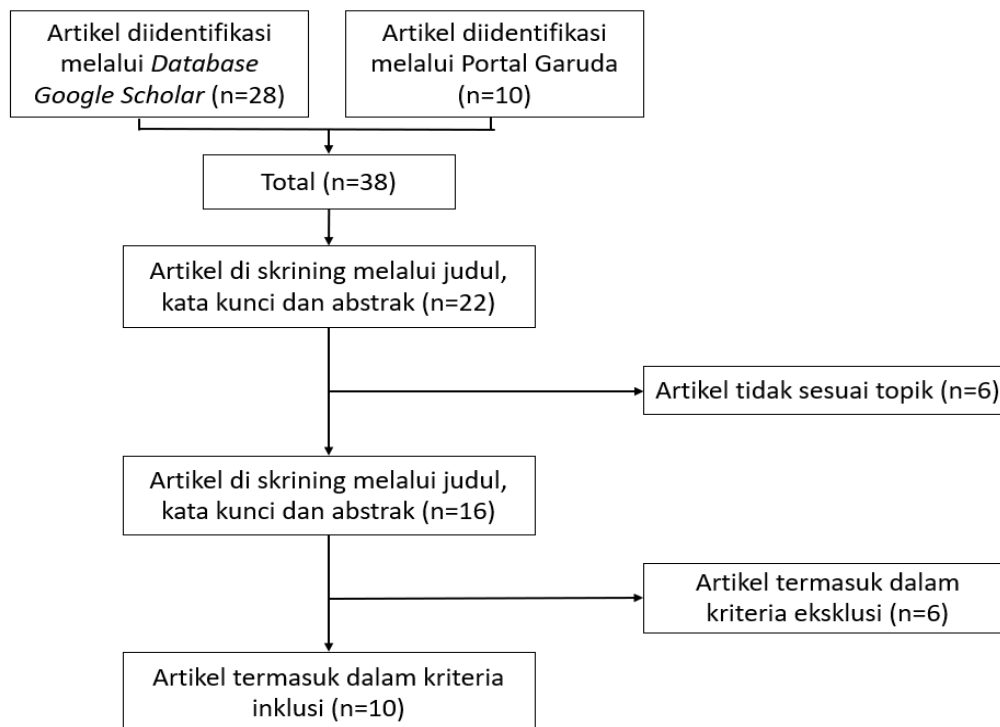 Artikel diidentifikasi
melalui Database
Google Scholar (n=28)
Artikel diidentifikasi
melalui Portal Garuda
(n=10)
Total (n=38)
Artikel di skrining melalui judul,
kata kunci dan abstrak (n=22)
Artikel tidak sesuai topik (n=6)
Artikel di skrining melalui judul,
kata kunci dan abstrak (n=16)
Artikel termasuk dalam
kriteria eksklusi (n=6)
Artikel termasuk dalam kriteria
inklusi (n=10)